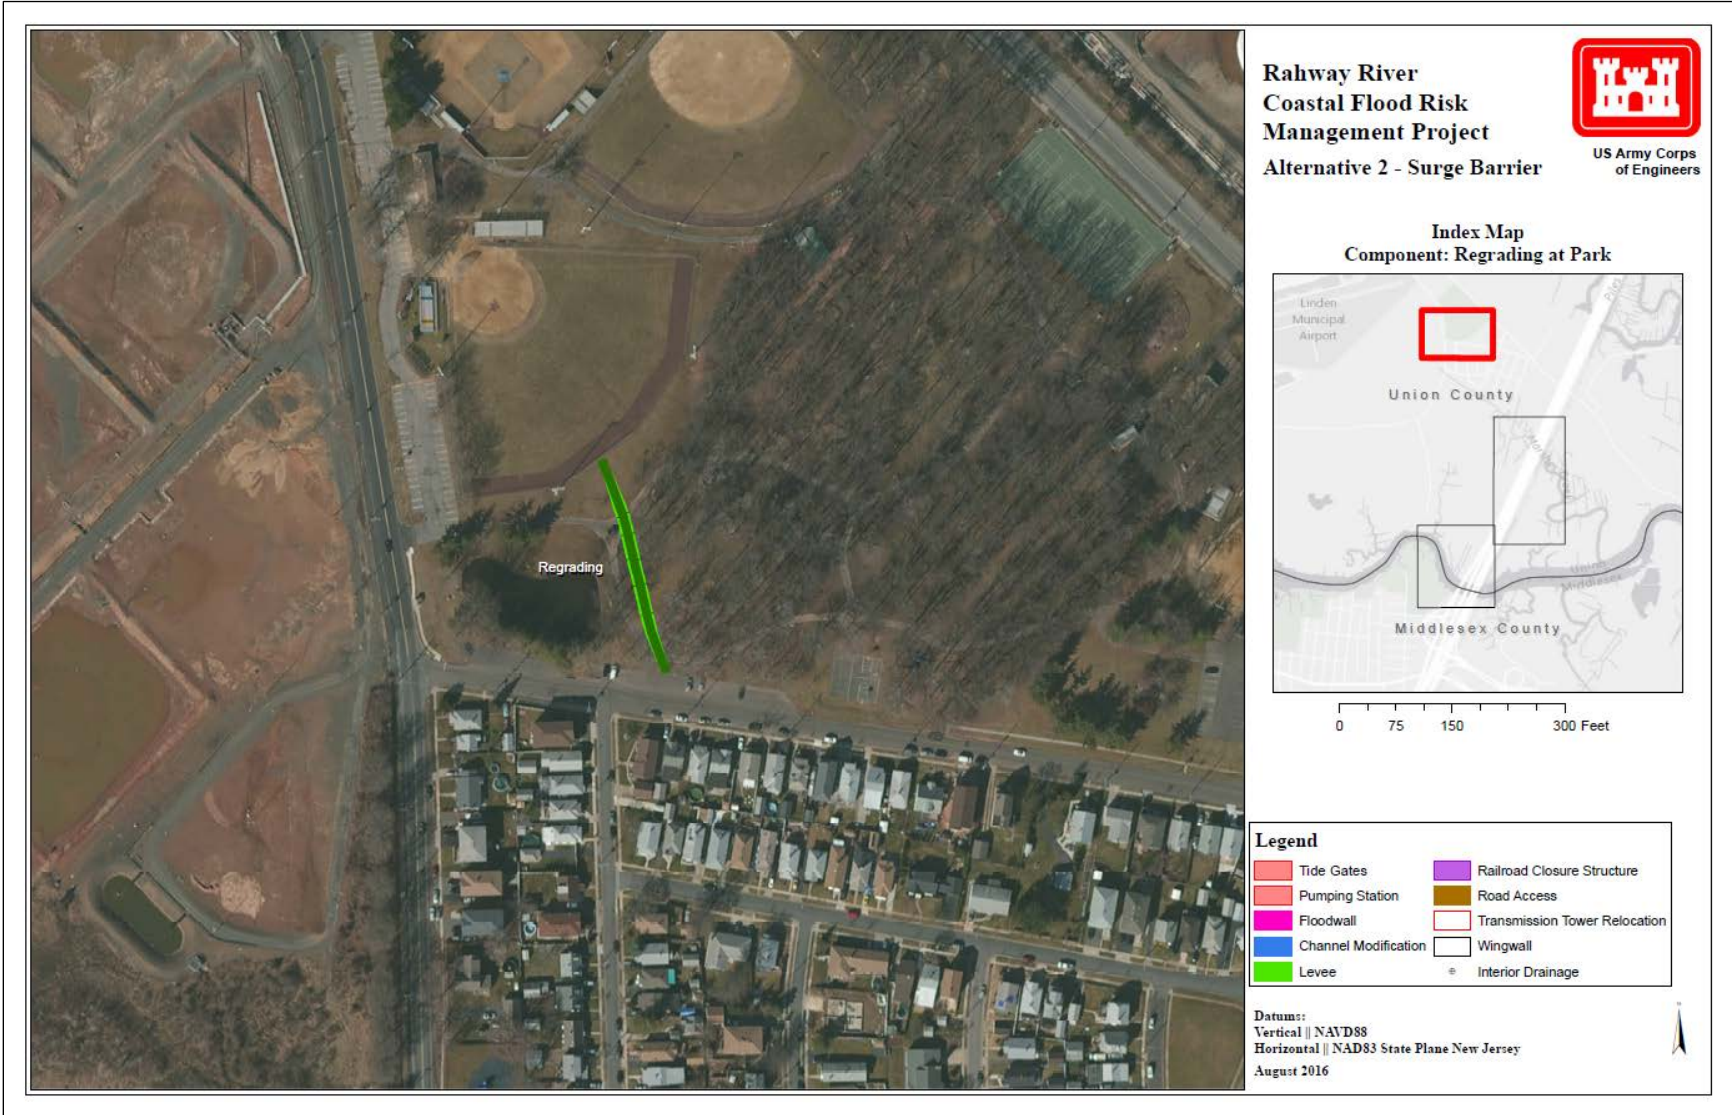 Rahway River
Coastal Flood Risk
Management Project
Alternative 2 - Surge Barrier
US Army Corps
of Engineers
Index Map
Component: Regrading at Park
Linden
Municipal
Airport
Union County
Union
Middlesex
Middlesex County
0 75 150 300 Feet
Regrading
Legend
Tide Gates
Pumping Station
Floodwall
Channel Modification
Levee
Railroad Closure Structure
Road Access
Transmission Tower Relocation
Wingwall
Interior Drainage
Datums:
Vertical || NAVD88
Horizontal || NAD83 State Plane New Jersey
August 2016